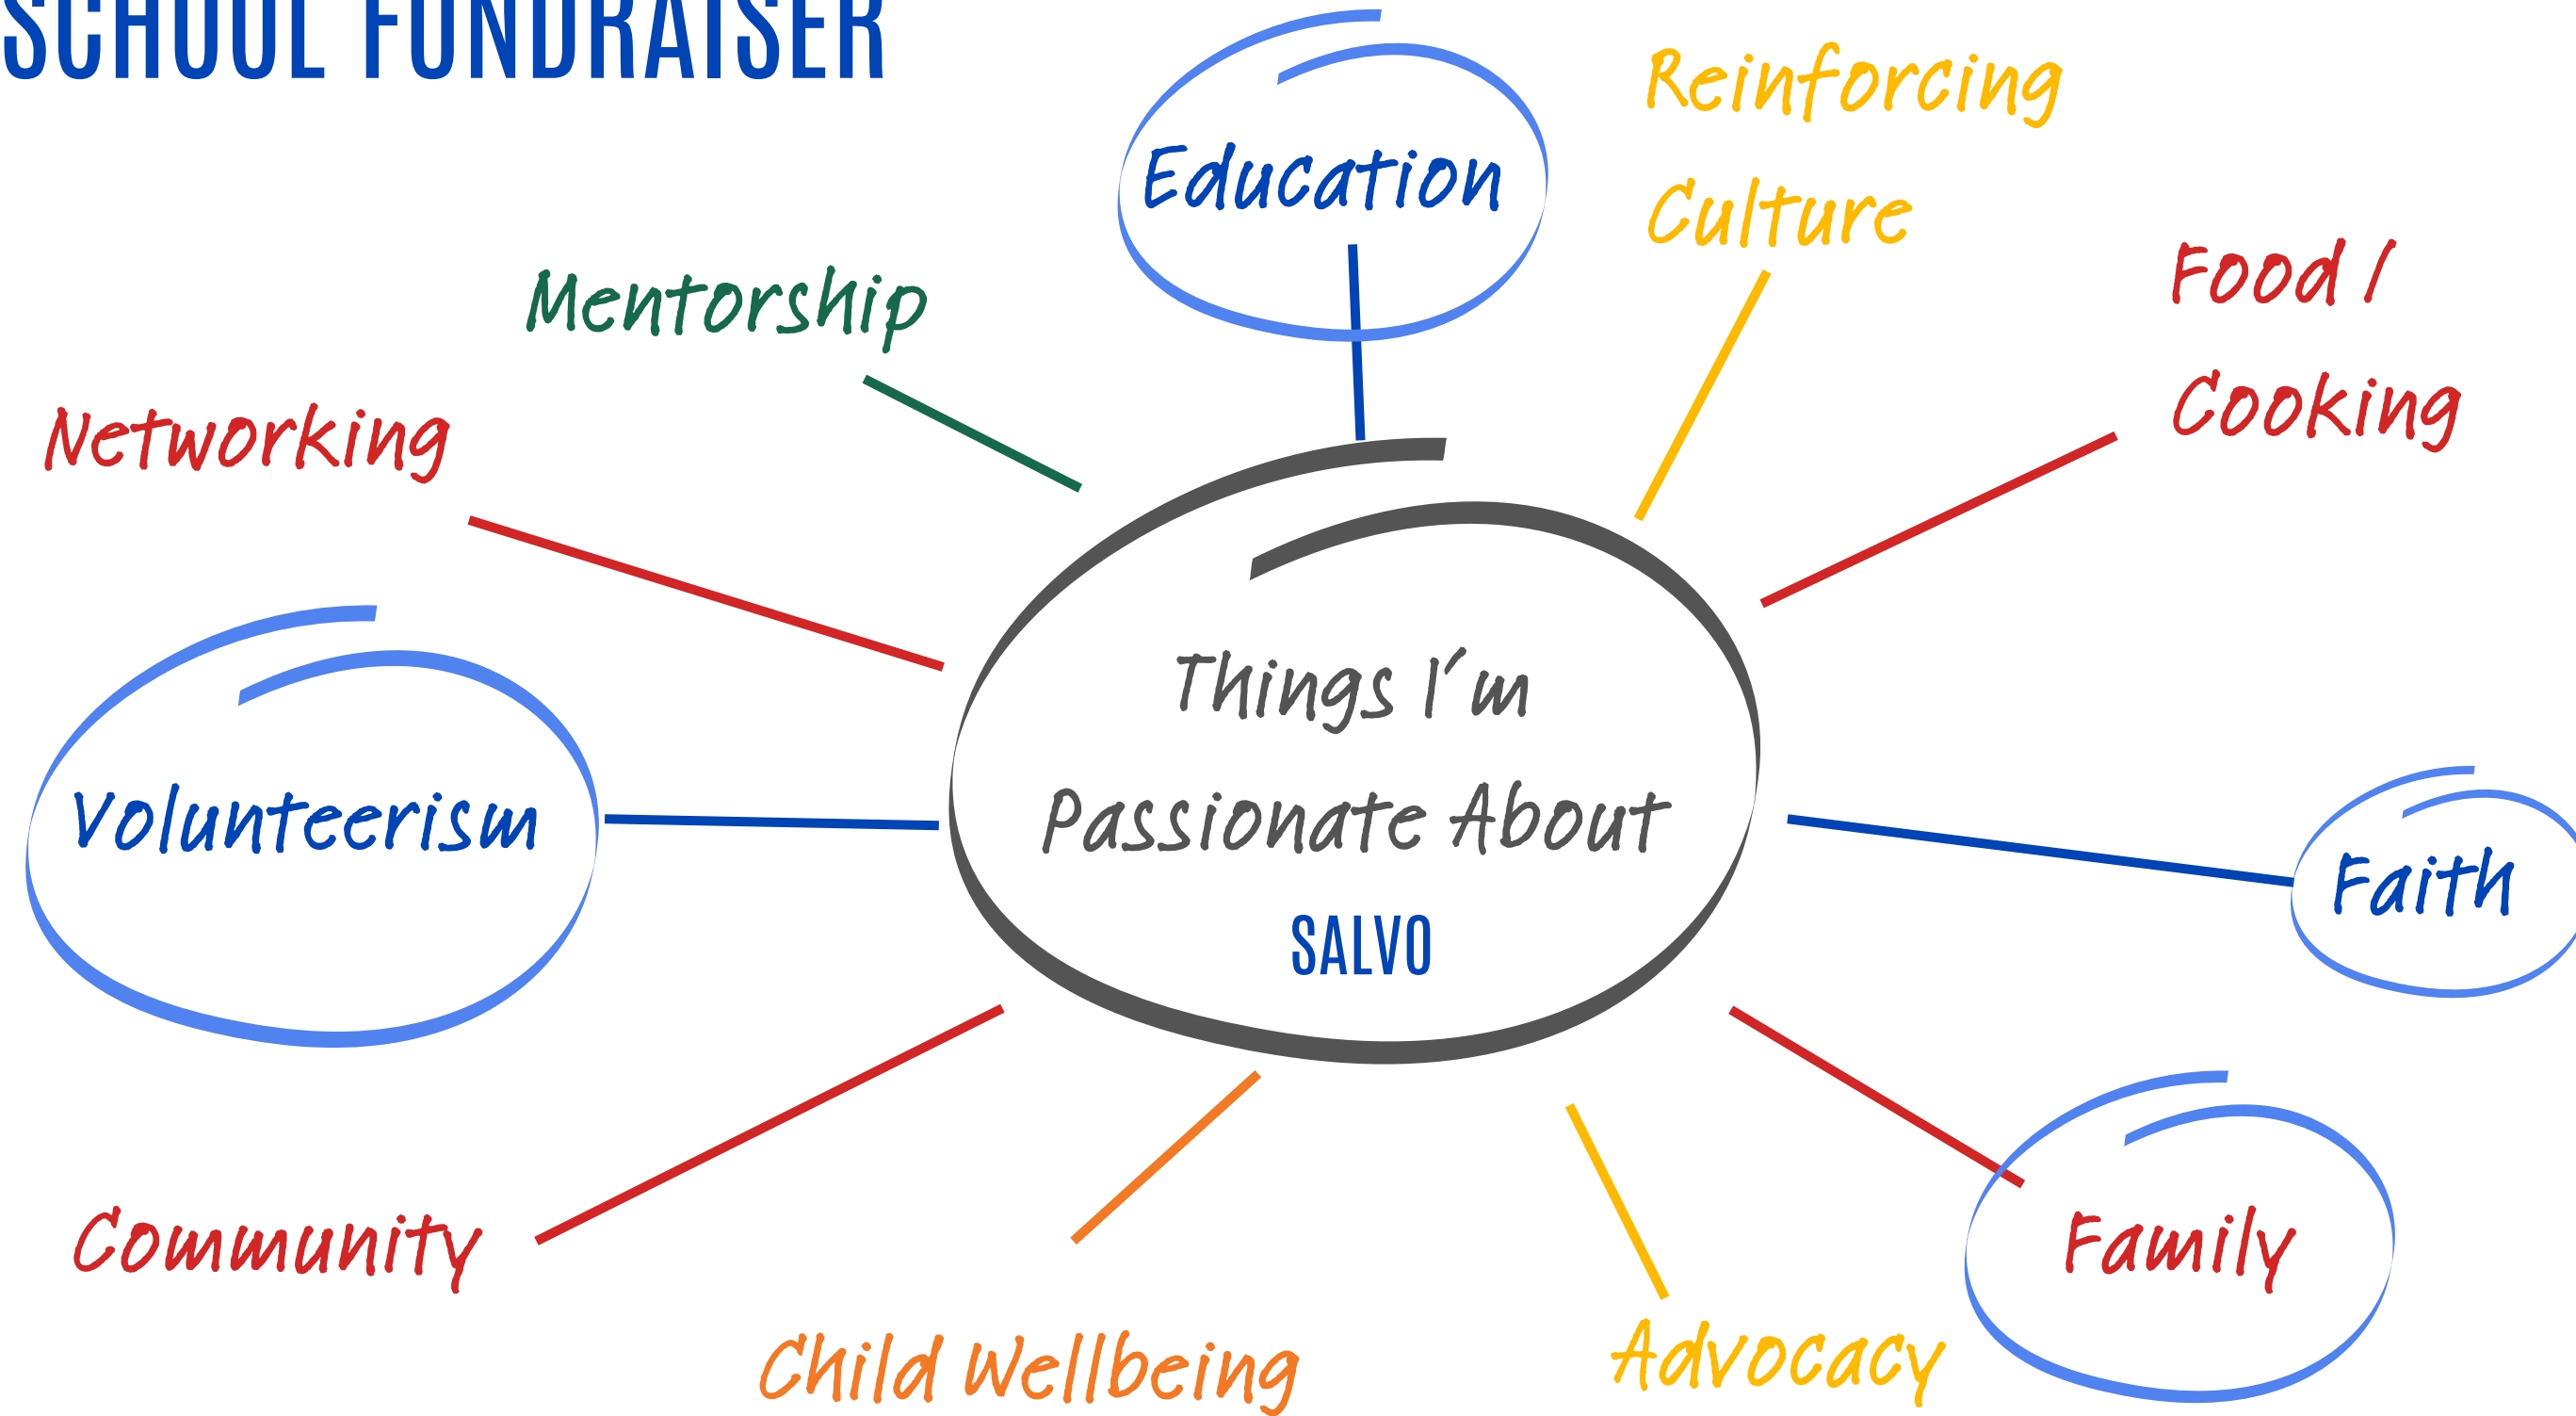 SCHOOL FUNDRAISER
Education
Reinforcing
Culture
Food /
Cooking
Mentorship
Networking
Things I'm
Passionate About
SALVO
Volunteerism
Faith
Community
Family
Child Wellbeing
Advocacy